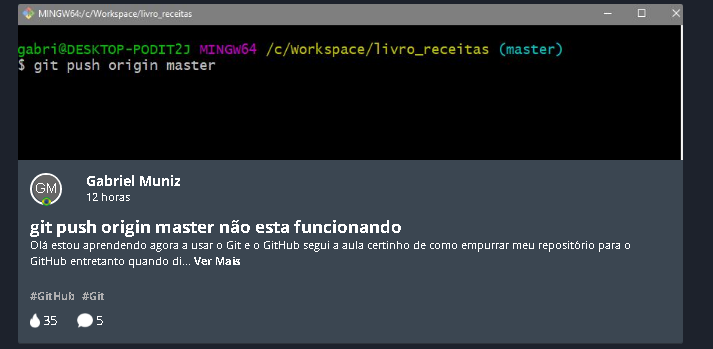 MINGW64:/c/Workspace/livro_receitas
gabri@DESKTOP-PODIT2J MINGW64 /c/Workspace/livro_receitas (master)
$ git push origin master
GM
Gabriel Muniz
12 horas
git push origin master não esta funcionando
Olá estou aprendendo agora a usar o Git e o GitHub segui a aula certinho de como empurrar meu repositório para o
GitHub entretanto quando di... Ver Mais
#GitHub #Git
35 5